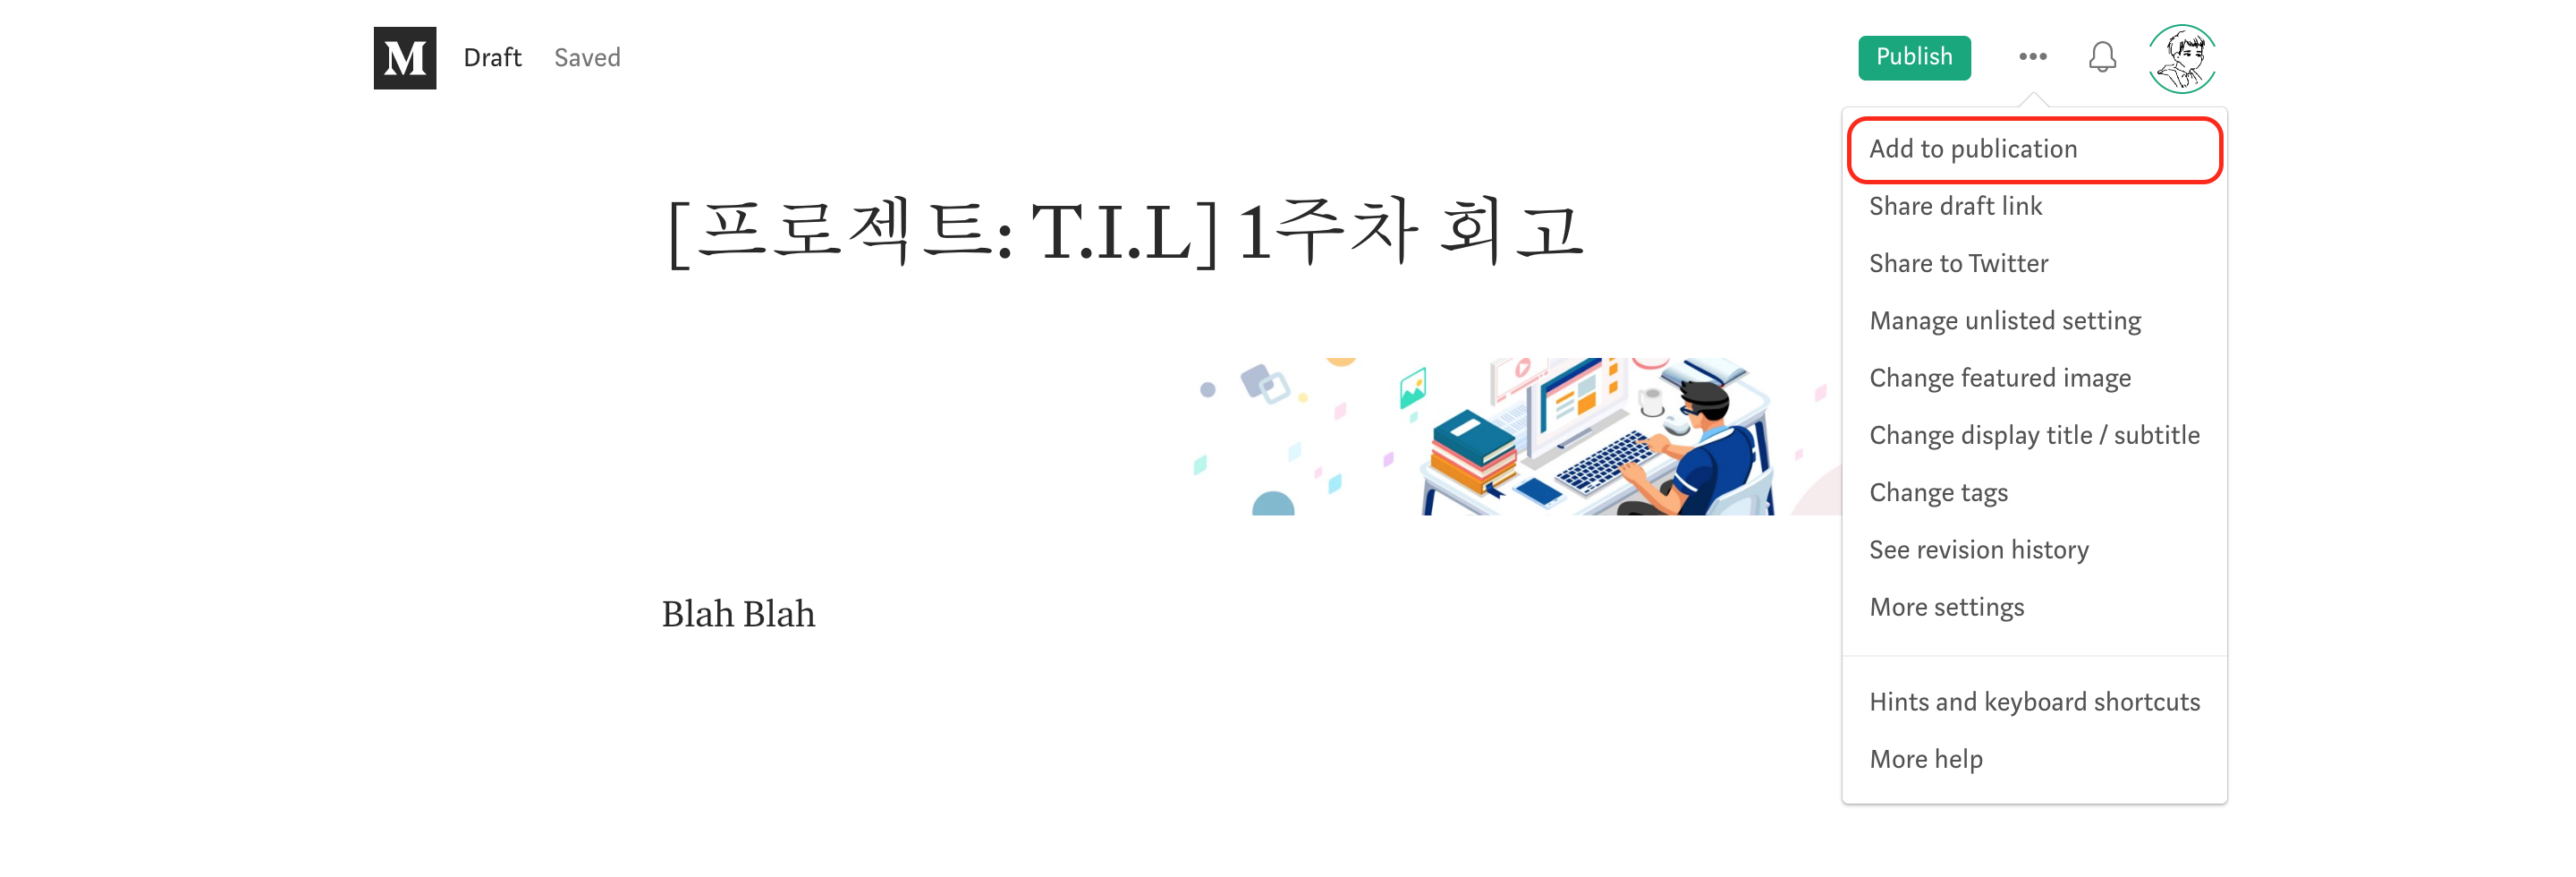 M Draft Saved Publish
[프로젝트: T.I.L] 1주차 회고
Blah Blah
Add to publication
Share draft link
Share to Twitter
Manage unlisted setting
Change featured image
Change display title / subtitle
Change tags
See revision history
More settings
Hints and keyboard shortcuts
More help